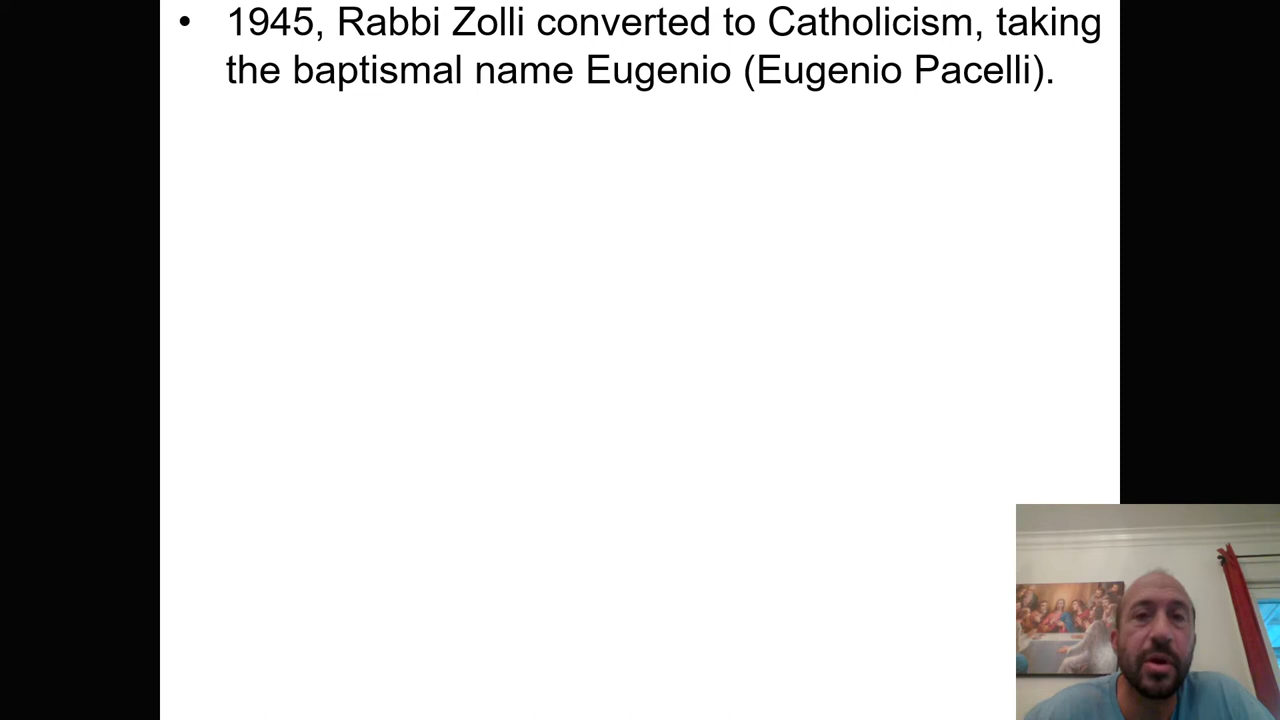 • 1945, Rabbi Zolli converted to Catholicism, taking
the baptismal name Eugenio (Eugenio Pacelli).